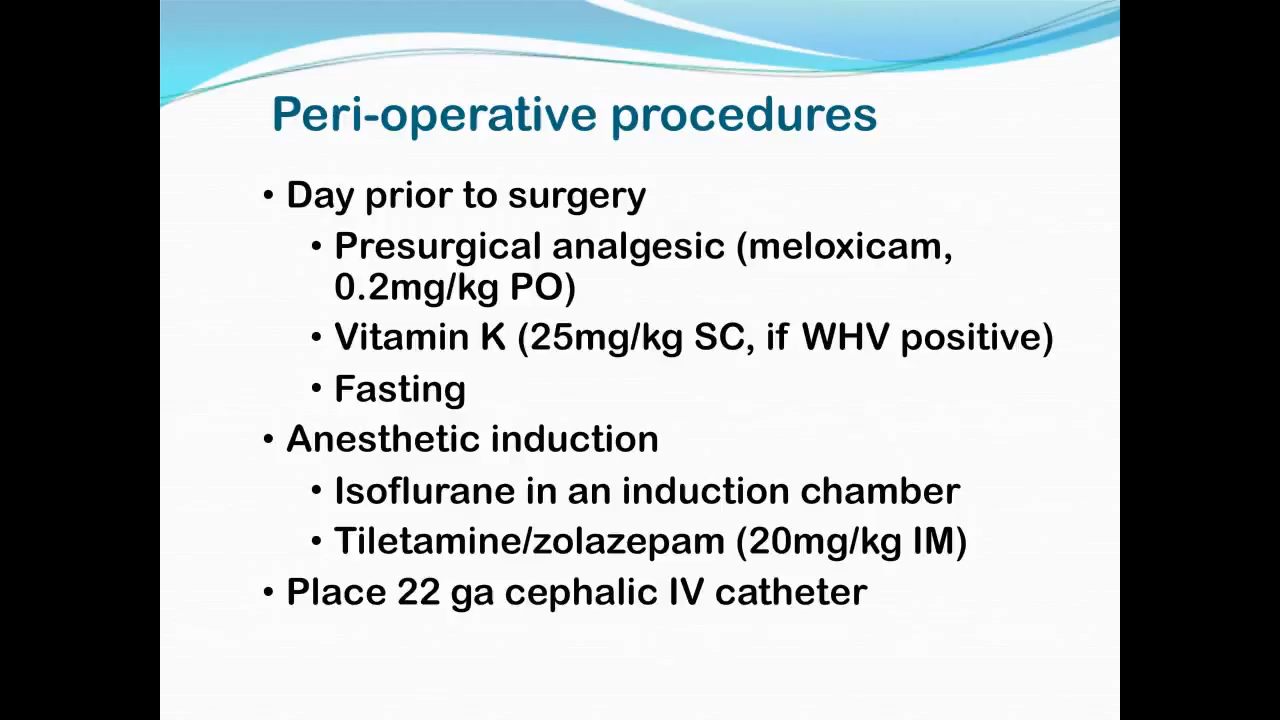 Peri-operative procedures
• Day prior to surgery
• Presurgical analgesic (meloxicam,
0.2mg/kg PO)
• Vitamin K (25mg/kg SC, if WHV positive)
• Fasting
• Anesthetic induction
• Isoflurane in an induction chamber
• Tiletamine/zolazepam (20mg/kg IM)
• Place 22 ga cephalic IV catheter